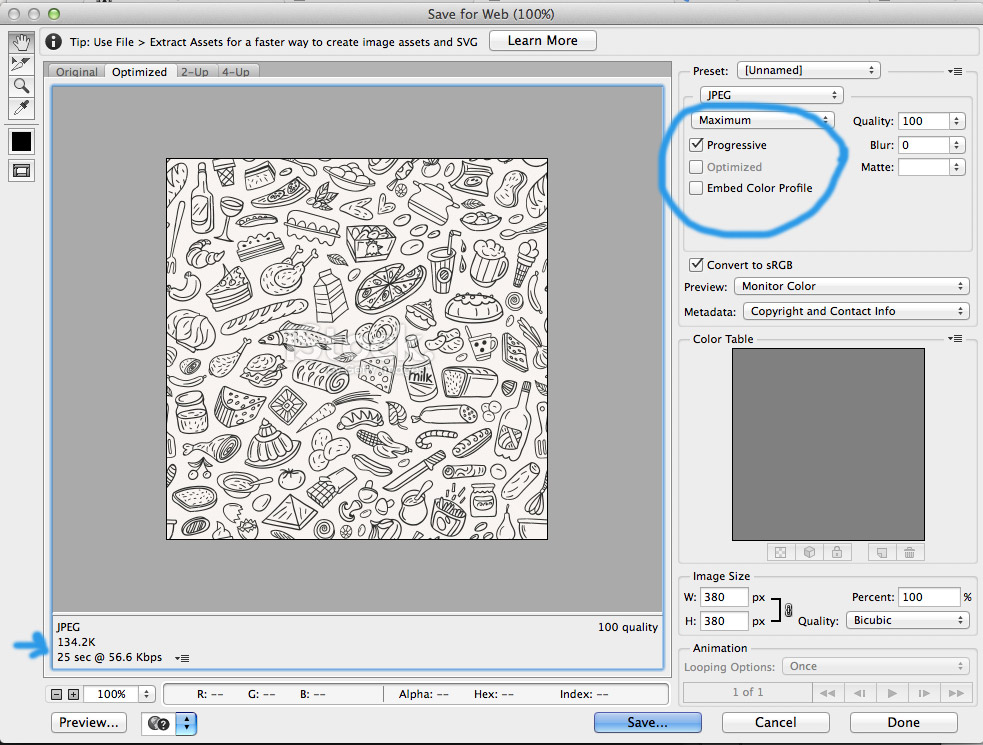 Save for Web (100%)
Tip: Use File > Extract Assets for a faster way to create image assets and SVG
Learn More
Original
Optimized
2-Up
4-Up
Preset:
[Unnamed]
JPEG
Maximum
Quality:
100
Progressive
Blur:
0
Optimized
Matte:
Embed Color Profile
Convert to sRGB
Preview:
Monitor Color
Metadata:
Copyright and Contact Info
Color Table
iStock
milk
Image Size
W:
380
px
Percent:
100
%
H:
380
px
Quality:
Bicubic
JPEG
100 quality
134.2K
25 sec @ 56.6 Kbps
Animation
Looping Options:
Once
1 of 1
100%
R: --
G: --
B: --
Alpha: --
Hex: --
Index: --
Preview...
Save...
Cancel
Done